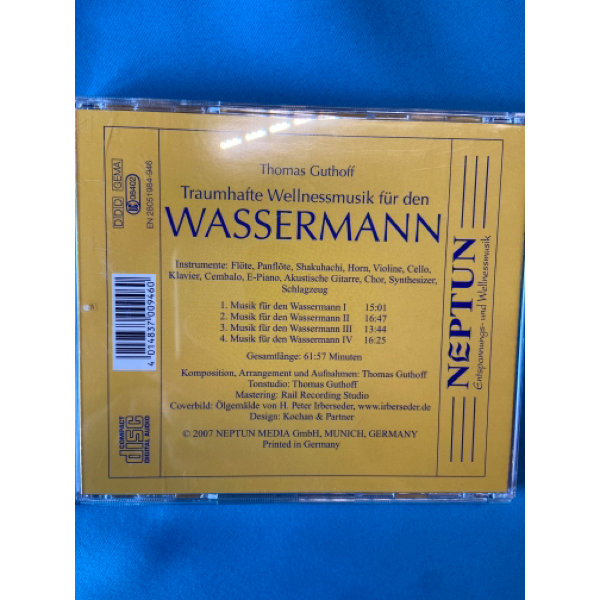 Thomas Guthoff
Traumhafte Wellnessmusik für den
WASSERMANN
Instrumente: Flöte, Panflöte, Shakuhachi, Horn, Violine, Cello,
Klavier, Cembalo, E-Piano, Akustische Gitarre, Chor, Synthesizer,
Schlagzeug
1. Musik für den Wassermann I 15:01
2. Musik für den Wassermann II 16:47
3. Musik für den Wassermann III 13:44
4. Musik für den Wassermann IV 16:25
Gesamtlänge: 61:57 Minuten
Komposition, Arrangement und Aufnahmen: Thomas Guthoff
Tonstudio: Thomas Guthoff
Mastering: Rail Recording Studio
Coverbild: Ölgemälde von H. Peter Irberseder, www.irberseder.de
Design: Kochan & Partner
© 2007 NEPTUN MEDIA GmbH, MUNICH, GERMANY
Printed in Germany
DDD GEMA
LC 08402
EN 28051984-946
4 014837 009460
COMPACT
disc
DIGITAL AUDIO
NEPTUN
Entspannungs- und Wellnessmusik